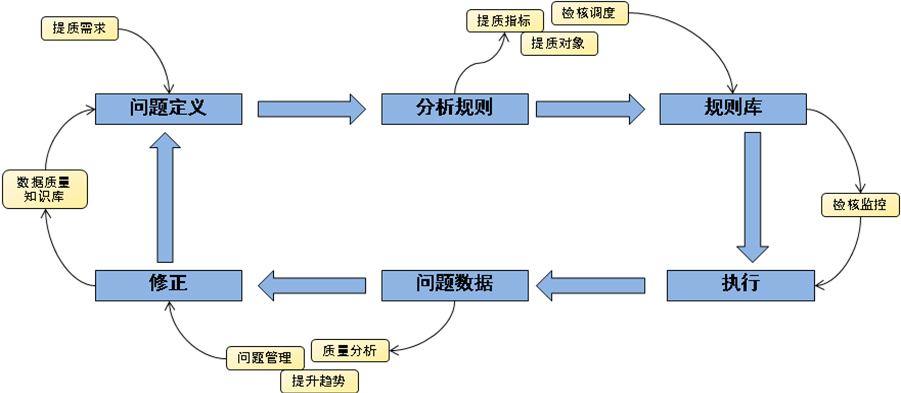 提质需求
提质指标
检核调度
提质对象
问题定义
分析规则
规则库
数据质量
知识库
检核监控
修正
问题数据
执行
问题管理
质量分析
提升趋势